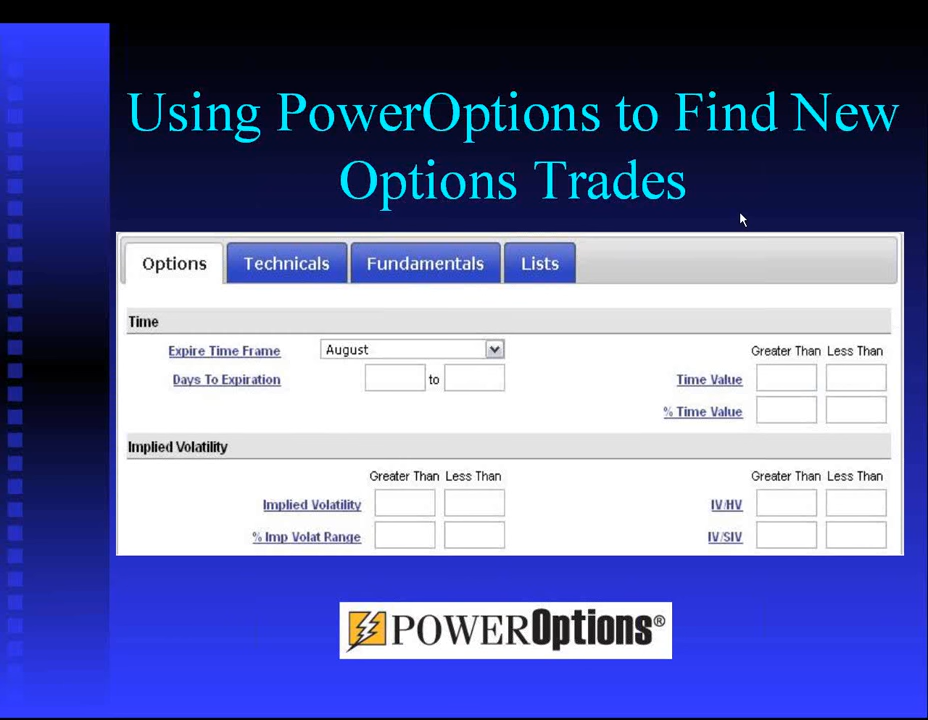 Using PowerOptions to Find New
Options Trades
Options Technicals Fundamentals Lists
Time
Expire Time Frame August Greater Than Less Than
Days To Expiration to Time Value
% Time Value
Implied Volatility
Greater Than Less Than Greater Than Less Than
Implied Volatility IV/HV
% Imp Volat Range IV/SIV
POWEROptions®